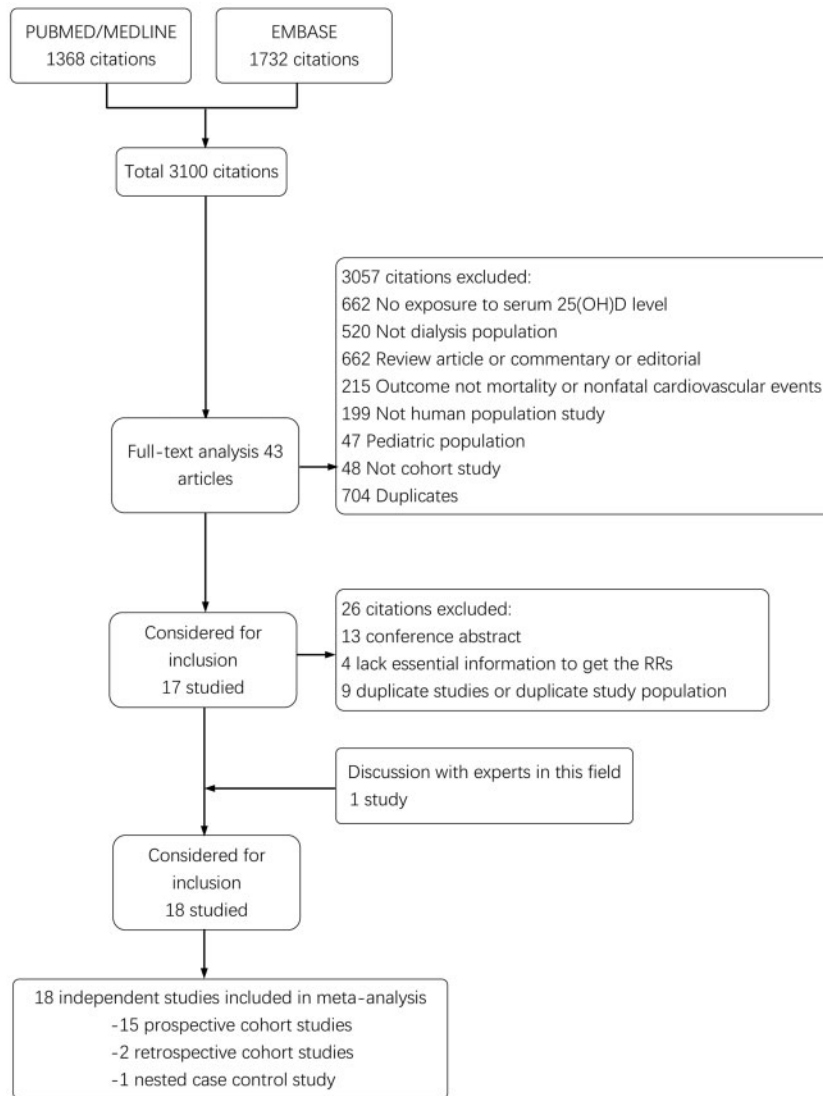 PUBMED/MEDLINE
1368 citations
EMBASE
1732 citations
Total 3100 citations
3057 citations excluded:
662 No exposure to serum 25(OH)D level
520 Not dialysis population
662 Review article or commentary or editorial
215 Outcome not mortality or nonfatal cardiovascular events
199 Not human population study
47 Pediatric population
48 Not cohort study
704 Duplicates
Full-text analysis 43
articles
26 citations excluded:
13 conference abstract
4 lack essential information to get the RRs
9 duplicate studies or duplicate study population
Considered for
inclusion
17 studied
Discussion with experts in this field
1 study
Considered for
inclusion
18 studied
18 independent studies included in meta-analysis
-15 prospective cohort studies
-2 retrospective cohort studies
-1 nested case control study